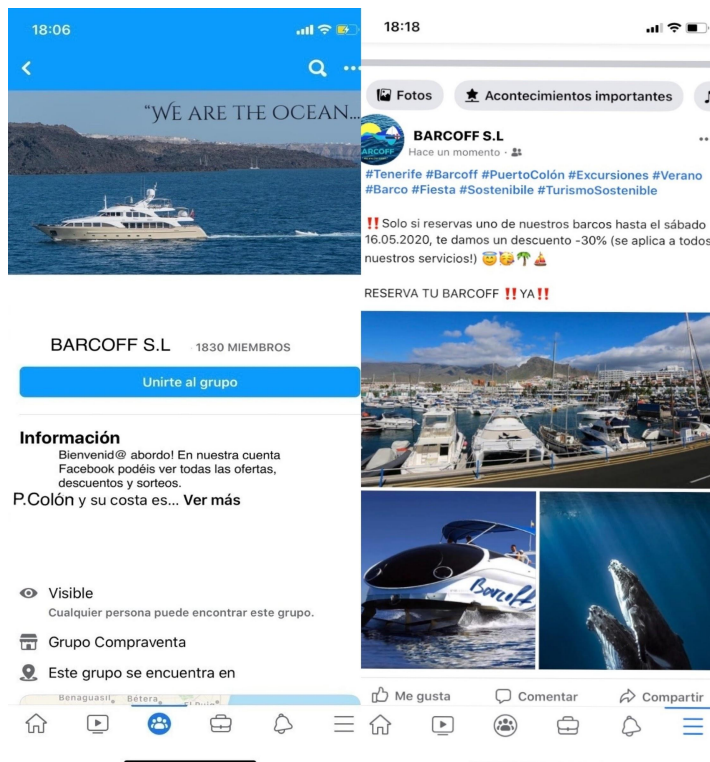 18:06
"WE ARE THE OCEAN...
BARCOFF S.L
1830 MIEMBROS
Unirte al grupo
Información
Bienvenid@ abordo! En nuestra cuenta
Facebook podéis ver todas las ofertas,
descuentos y sorteos.
P.Colón y su costa es... Ver más
Visible
Cualquier persona puede encontrar este grupo.
Grupo Compraventa
Este grupo se encuentra en
Benaguasil
Bétera
18:18
Fotos
Acontecimientos importantes
ARCOFF
BARCOFF S.L
Hace un momento ·
#Tenerife #Barcoff #PuertoColón #Excursiones #Verano
#Barco #Fiesta #Sostenibile #TurismoSostenible
‼️Solo si reservas uno de nuestros barcos hasta el sábado
16.05.2020, te damos un descuento -30% (se aplica a todos
nuestros servicios!) 😇🥳🌴⛵
RESERVA TU BARCOFF ‼️YA‼️
Barcoff
Me gusta
Comentar
Compartir